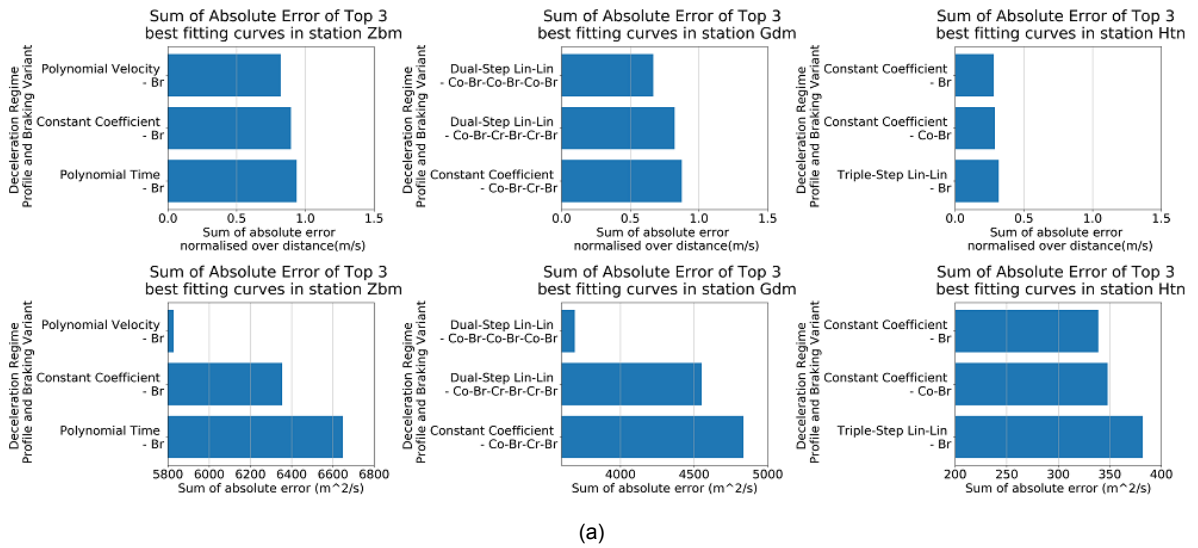 Sum of Absolute Error of Top 3
best fitting curves in station Zbm
Deceleration Regime
Profile and Braking Variant
Polynomial Velocity
- Br
Constant Coefficient
- Br
Polynomial Time
- Br
0.0 0.5 1.0 1.5
Sum of absolute error
normalised over distance(m/s)
Sum of Absolute Error of Top 3
best fitting curves in station Gdm
Deceleration Regime
Profile and Braking Variant
Dual-Step Lin-Lin
- Co-Br-Co-Br-Co-Br
Dual-Step Lin-Lin
- Co-Br-Cr-Br-Cr-Br
Constant Coefficient
- Co-Br-Cr-Br
0.0 0.5 1.0 1.5
Sum of absolute error
normalised over distance(m/s)
Sum of Absolute Error of Top 3
best fitting curves in station Htn
Deceleration Regime
Profile and Braking Variant
Constant Coefficient
- Br
Constant Coefficient
- Co-Br
Triple-Step Lin-Lin
- Br
0.0 0.5 1.0 1.5
Sum of absolute error
normalised over distance(m/s)
Sum of Absolute Error of Top 3
best fitting curves in station Zbm
Deceleration Regime
Profile and Braking Variant
Polynomial Velocity
- Br
Constant Coefficient
- Br
Polynomial Time
- Br
5800 6000 6200 6400 6600 6800
Sum of absolute error (m^2/s)
Sum of Absolute Error of Top 3
best fitting curves in station Gdm
Deceleration Regime
Profile and Braking Variant
Dual-Step Lin-Lin
- Co-Br-Co-Br-Co-Br
Dual-Step Lin-Lin
- Co-Br-Cr-Br-Cr-Br
Constant Coefficient
- Co-Br-Cr-Br
4000 4500 5000
Sum of absolute error (m^2/s)
Sum of Absolute Error of Top 3
best fitting curves in station Htn
Deceleration Regime
Profile and Braking Variant
Constant Coefficient
- Br
Constant Coefficient
- Co-Br
Triple-Step Lin-Lin
- Br
200 250 300 350 400
Sum of absolute error (m^2/s)
(a)